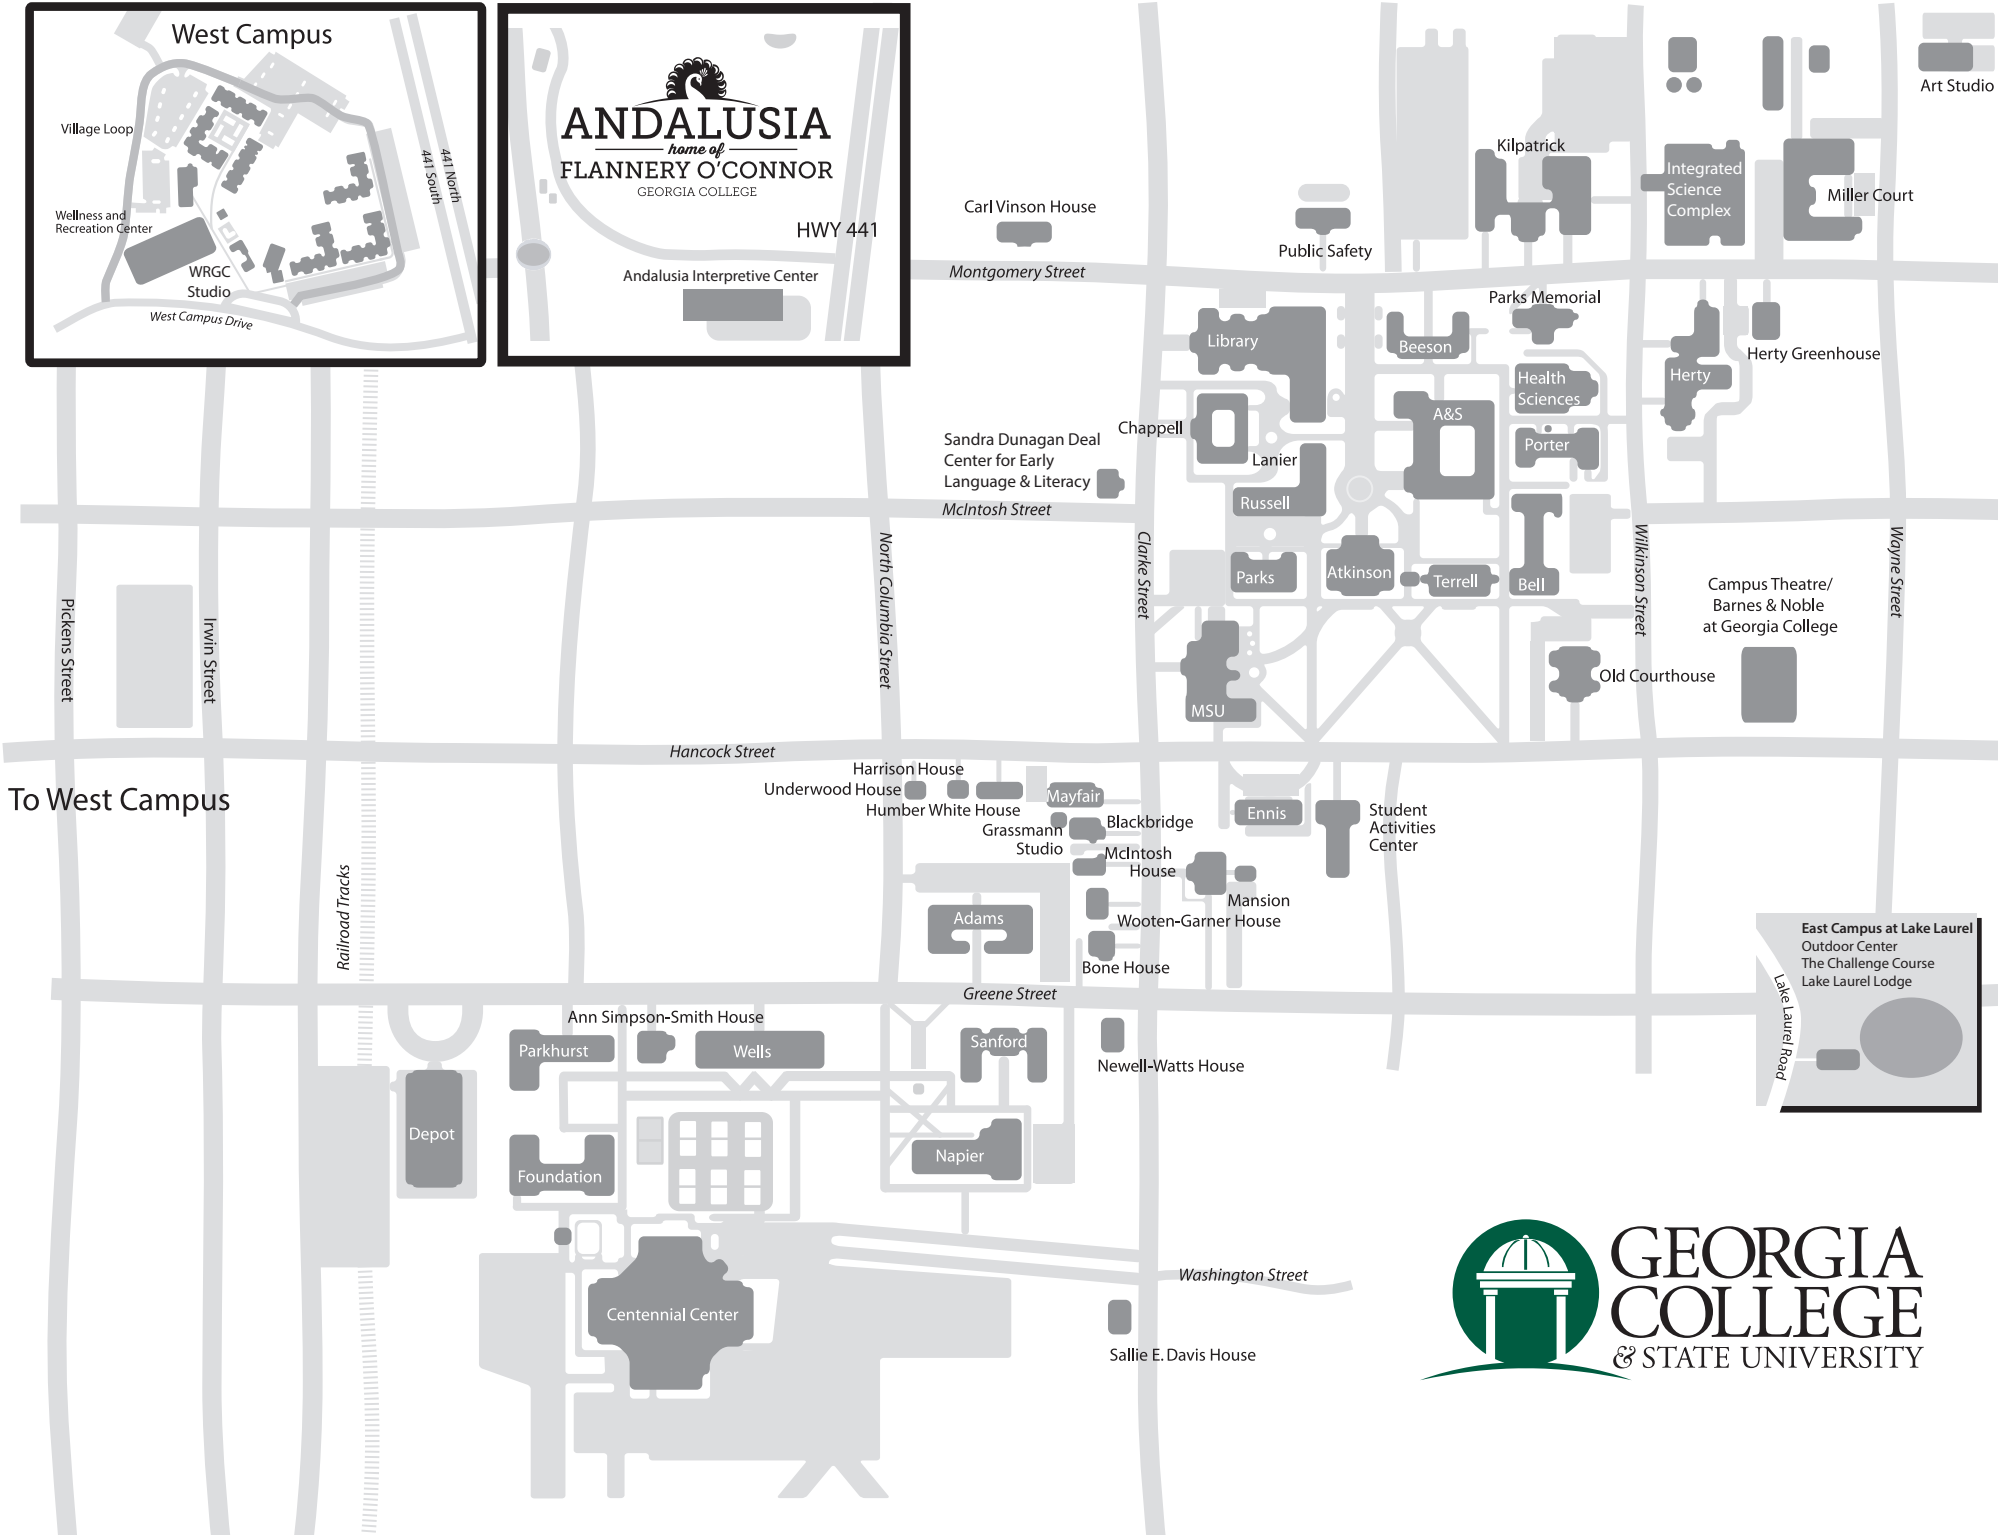 West Campus
Village Loop
Wellness and
Recreation Center
WRGC
Studio
West Campus Drive
441 South
441 North
ANDALUSIA
home of
FLANNERY O'CONNOR
GEORGIA COLLEGE
HWY 441
Andalusia Interpretive Center
Art Studio
Kilpatrick
Integrated
Science
Complex
Miller Court
Carl Vinson House
Public Safety
Montgomery Street
Parks Memorial
Library
Beeson
Herty Greenhouse
Health
Sciences
Herty
A&S
Chappell
Sandra Dunagan Deal
Center for Early
Language & Literacy
Lanier
Porter
Russell
McIntosh Street
North Columbia Street
Clarke Street
Wilkinson Street
Wayne Street
Parks
Atkinson
Terrell
Bell
Campus Theatre/
Barnes & Noble
at Georgia College
Pickens Street
Irwin Street
Old Courthouse
MSU
Hancock Street
To West Campus
Harrison House
Underwood House
Humber White House
Mayfair
Grassmann
Studio
Blackbridge
Ennis
Student
Activities
Center
McIntosh
House
Mansion
Railroad Tracks
Adams
Wooten-Garner House
Bone House
East Campus at Lake Laurel
Outdoor Center
The Challenge Course
Lake Laurel Lodge
Lake Laurel Road
Greene Street
Ann Simpson-Smith House
Parkhurst
Wells
Sanford
Newell-Watts House
Depot
Foundation
Napier
Washington Street
Centennial Center
Sallie E. Davis House
GEORGIA
COLLEGE
& STATE UNIVERSITY